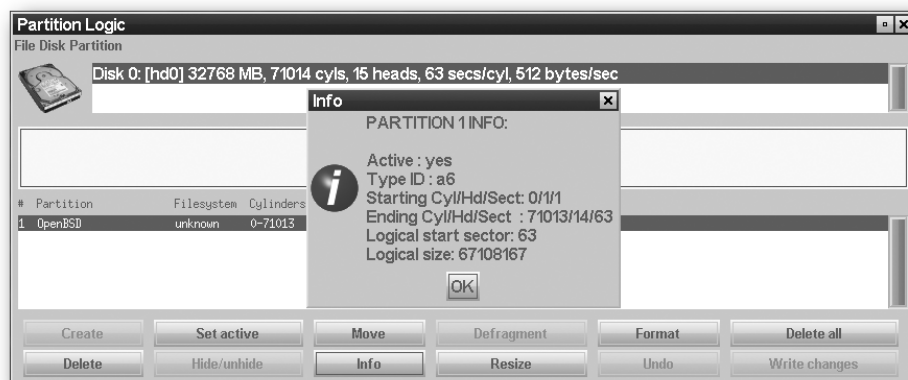 Partition Logic
File Disk Partition
Disk 0: [hd0] 32768 MB, 71014 cyls, 15 heads, 63 secs/cyl, 512 bytes/sec
Info
PARTITION 1 INFO:
Active : yes
Type ID : a6
Starting Cyl/Hd/Sect: 0/1/1
Ending Cyl/Hd/Sect : 71013/14/63
Logical start sector: 63
Logical size: 67108167
OK
# Partition Filesystem Cylinders
1 OpenBSD unknown 0-71013
Create Set active Move Defragment Format Delete all
Delete Hide/unhide Info Resize Undo Write changes